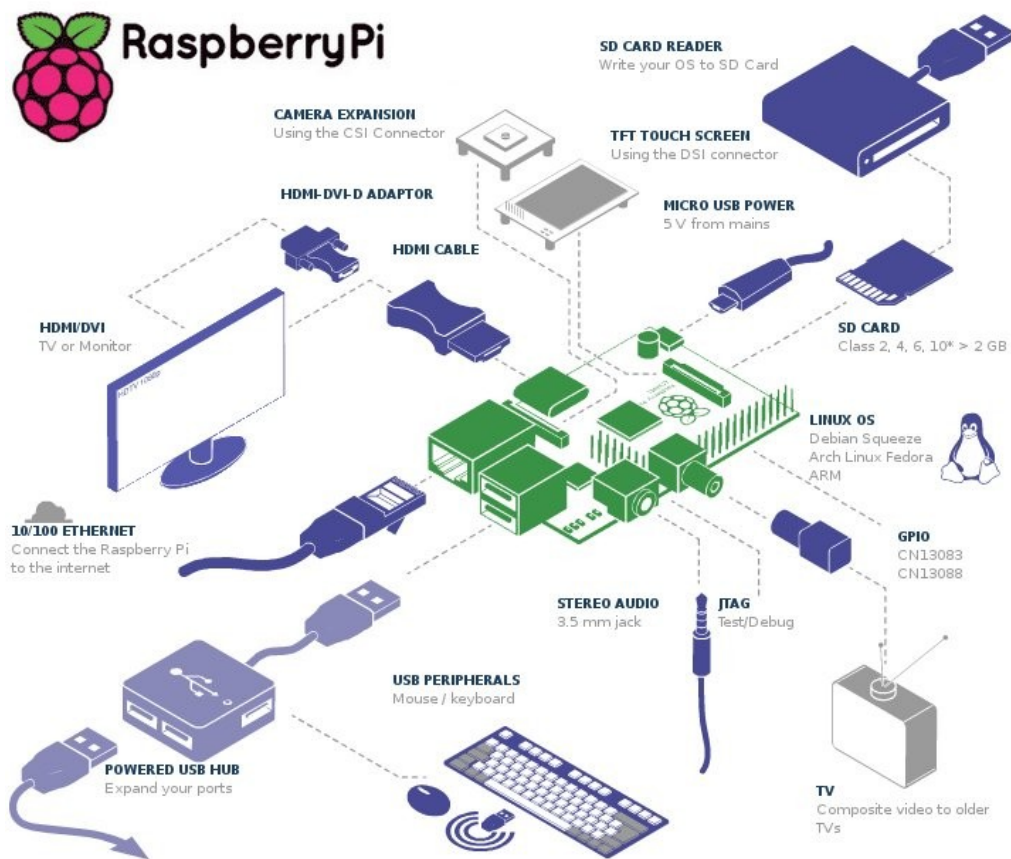 RaspberryPi
SD CARD READER
Write your OS to SD Card
CAMERA EXPANSION
Using the CSI Connector
TFT TOUCH SCREEN
Using the DSI connector
HDMI-DVI-D ADAPTOR
MICRO USB POWER
5 V from mains
HDMI CABLE
HDMI/DVI
TV or Monitor
HDTV 1080p
SD CARD
Class 2, 4, 6, 10* > 2 GB
LINUX OS
Debian Squeeze
Arch Linux Fedora
ARM
10/100 ETHERNET
Connect the Raspberry Pi
to the internet
GPIO
CN13083
CN13088
STEREO AUDIO
3.5 mm jack
JTAG
Test/Debug
USB PERIPHERALS
Mouse / keyboard
POWERED USB HUB
Expand your ports
TV
Composite video to older
TVs